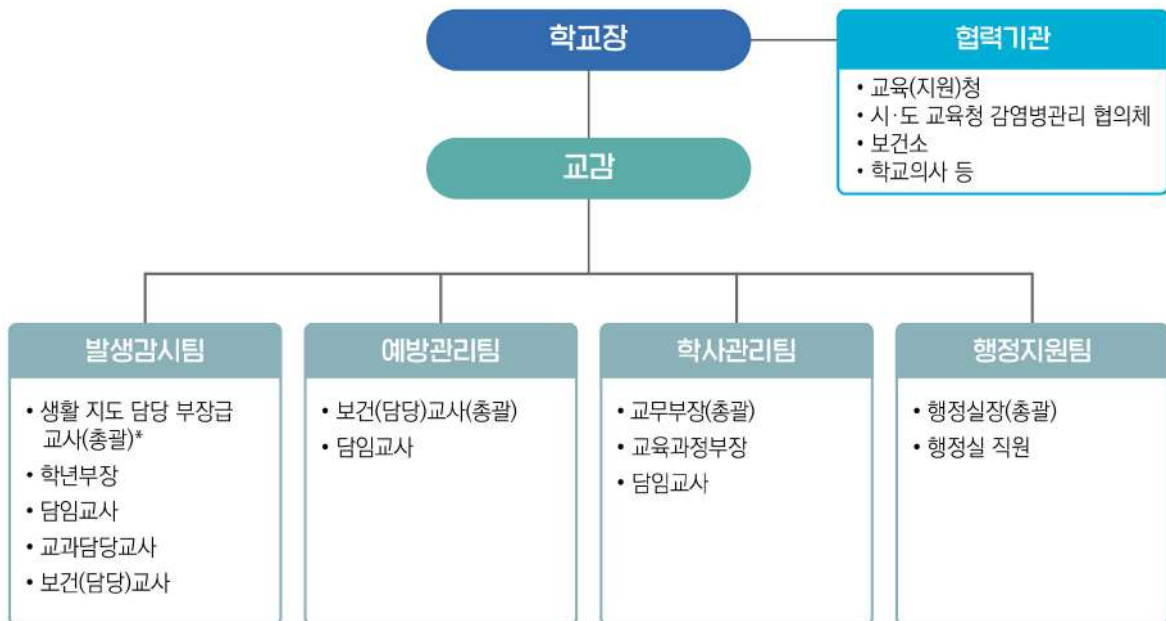 학교장
협력기관
• 교육(지원)청
• 시·도 교육청 감염병관리 협의체
• 보건소
• 학교의사 등
교감
발생감시팀
• 생활 지도 담당 부장급
교사(총괄)*
• 학년부장
• 담임교사
• 교과담당교사
• 보건(담당)교사
예방관리팀
• 보건(담당)교사(총괄)
• 담임교사
학사관리팀
• 교무부장(총괄)
• 교육과정부장
• 담임교사
행정지원팀
• 행정실장(총괄)
• 행정실 직원